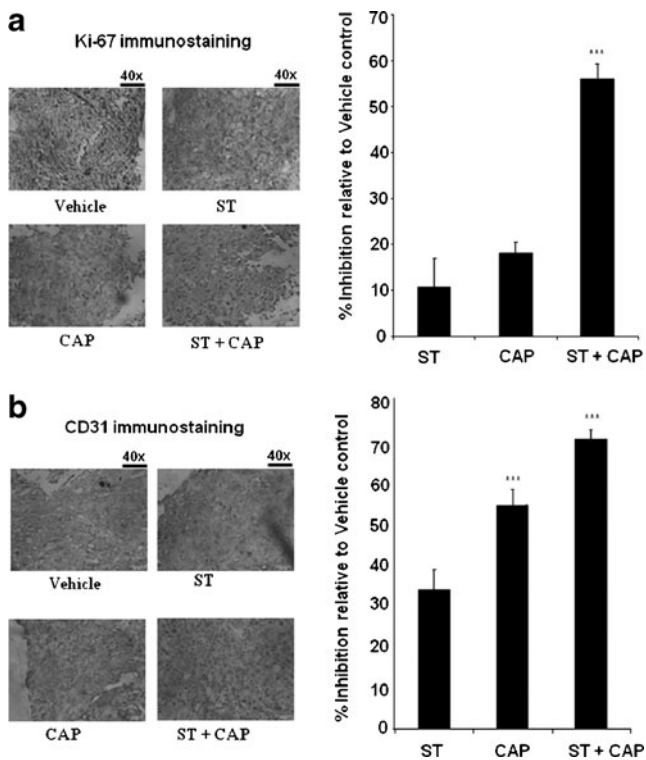 a
Ki-67 immunostaining
40x 40x
Vehicle ST
CAP ST + CAP
% Inhibition relative to Vehicle control
70
60
50
40
30
20
10
0
***
ST CAP ST + CAP
b
CD31 immunostaining
40x 40x
Vehicle ST
CAP ST + CAP
% Inhibition relative to Vehicle control
80
70
60
50
40
30
20
10
0
*** ***
ST CAP ST + CAP